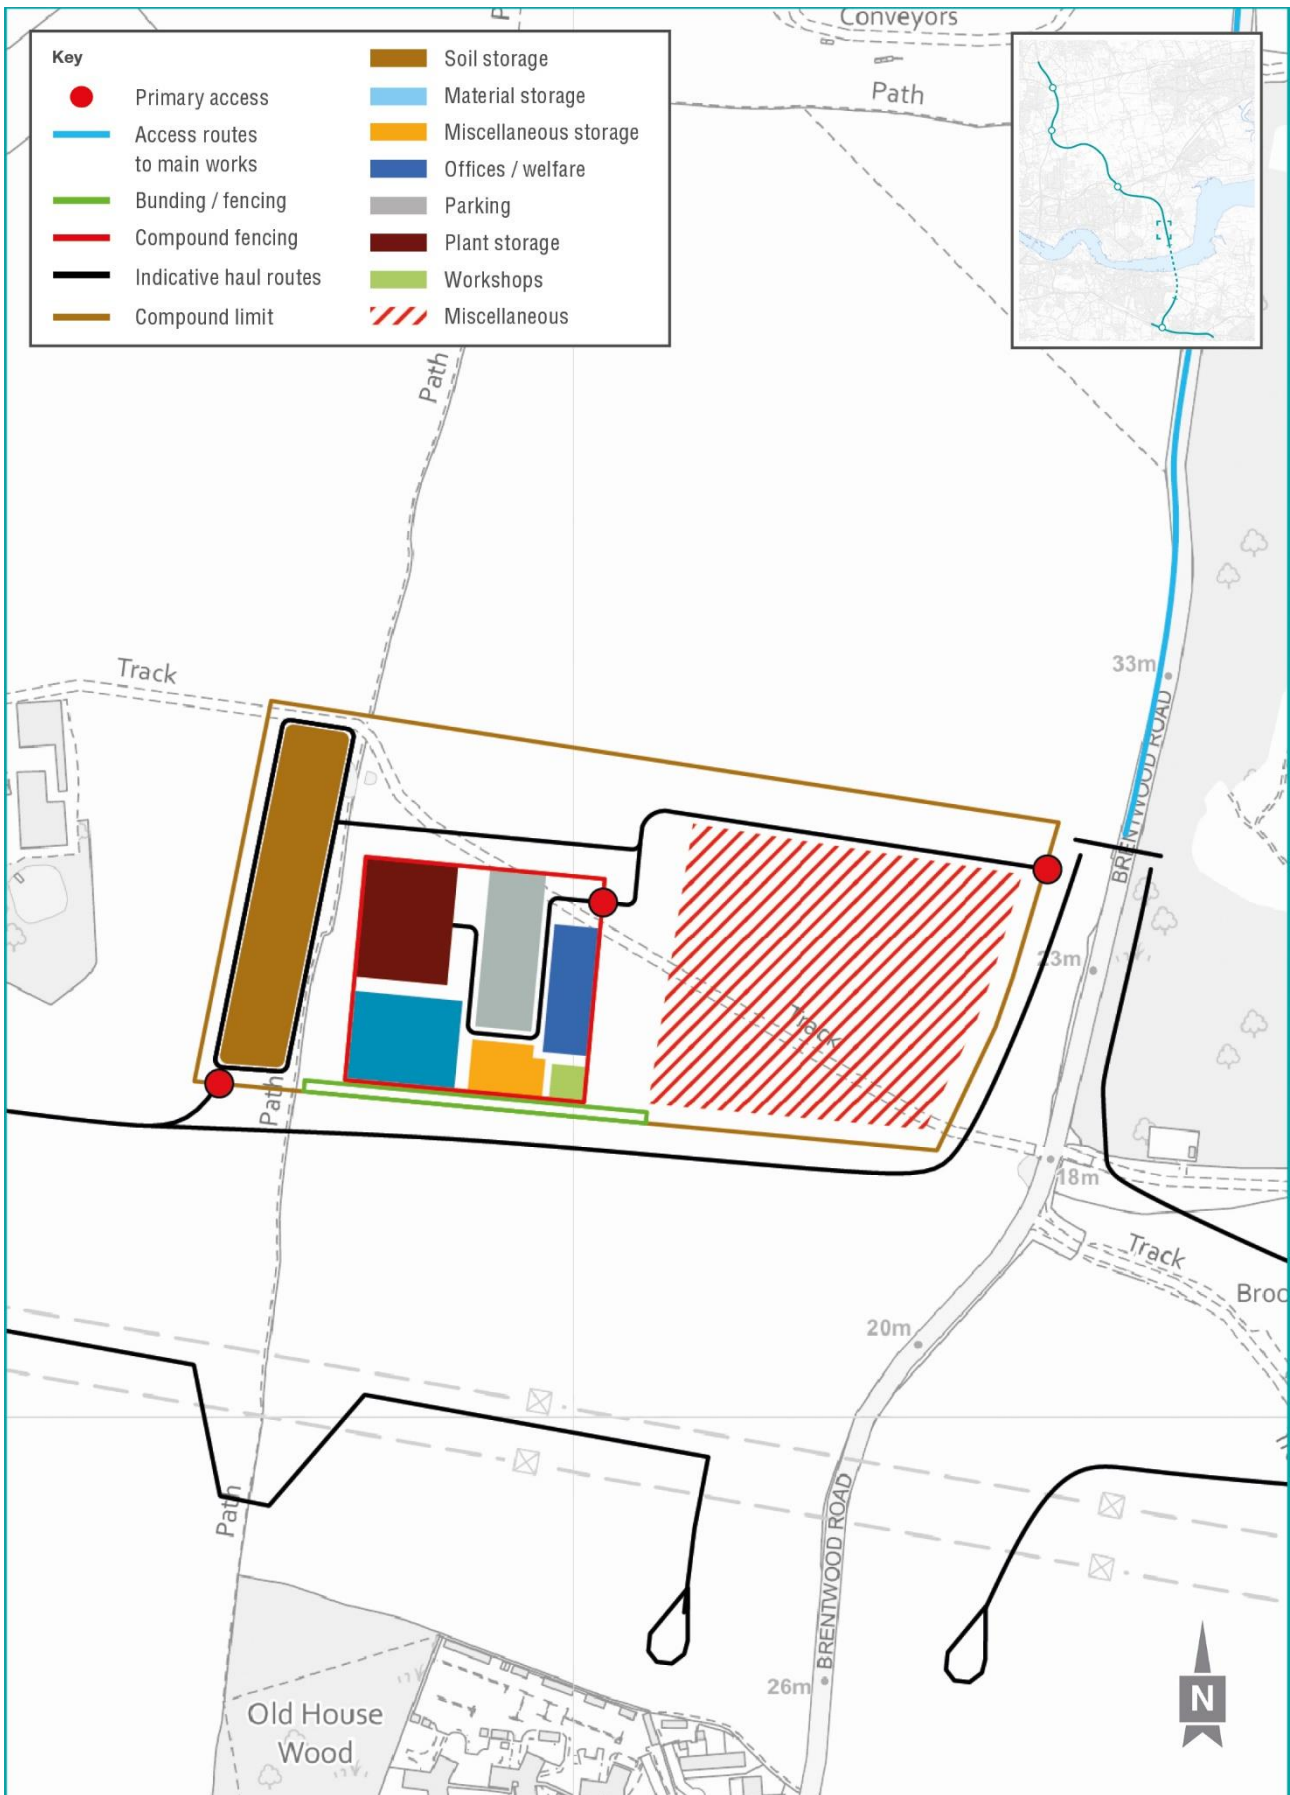 Conveyors
P
Path
Key
Primary access
Access routes
to main works
Bunding / fencing
Compound fencing
Indicative haul routes
Compound limit
Soil storage
Material storage
Miscellaneous storage
Offices / welfare
Parking
Plant storage
Workshops
Miscellaneous
Path
Track
33m
BRENTWOOD ROAD
23m
Track
Path
18m
Track
Broo
20m
Path
BRENTWOOD ROAD
26m
N
Old House
Wood